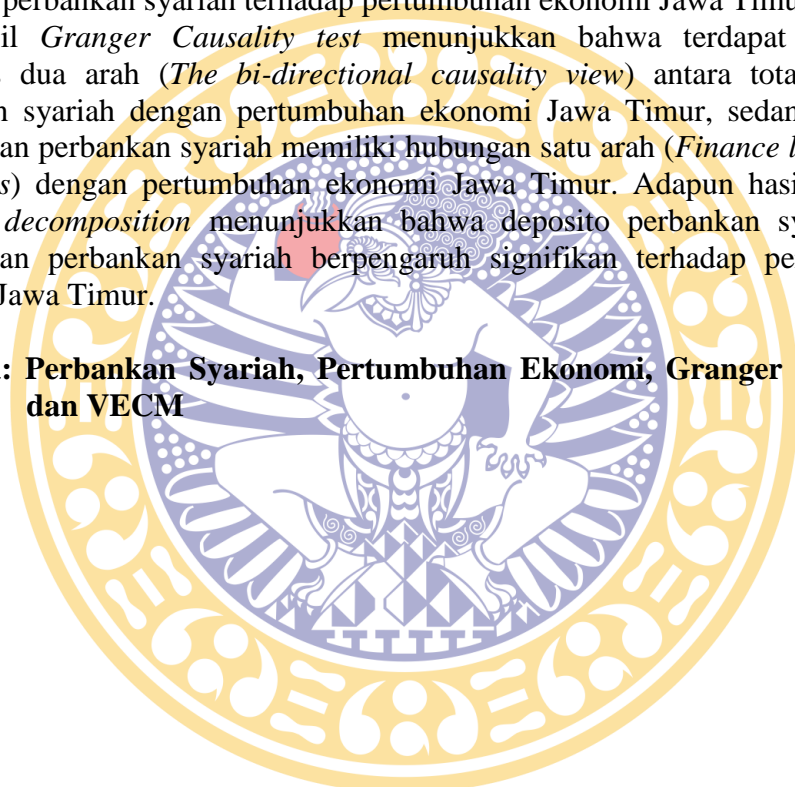 perbankan syariah terhadap pertumbuhan ekonomi Jawa Timur
il Granger Causality test menunjukkan bahwa terdapat
dua arah (The bi-directional causality view) antara tota
n syariah dengan pertumbuhan ekonomi Jawa Timur, sedan
an perbankan syariah memiliki hubungan satu arah (Finance l
s) dengan pertumbuhan ekonomi Jawa Timur. Adapun hasi
decomposition menunjukkan bahwa deposito perbankan sy
an perbankan syariah berpengaruh signifikan terhadap pe
Jawa Timur.
: Perbankan Syariah, Pertumbuhan Ekonomi, Granger
dan VECM